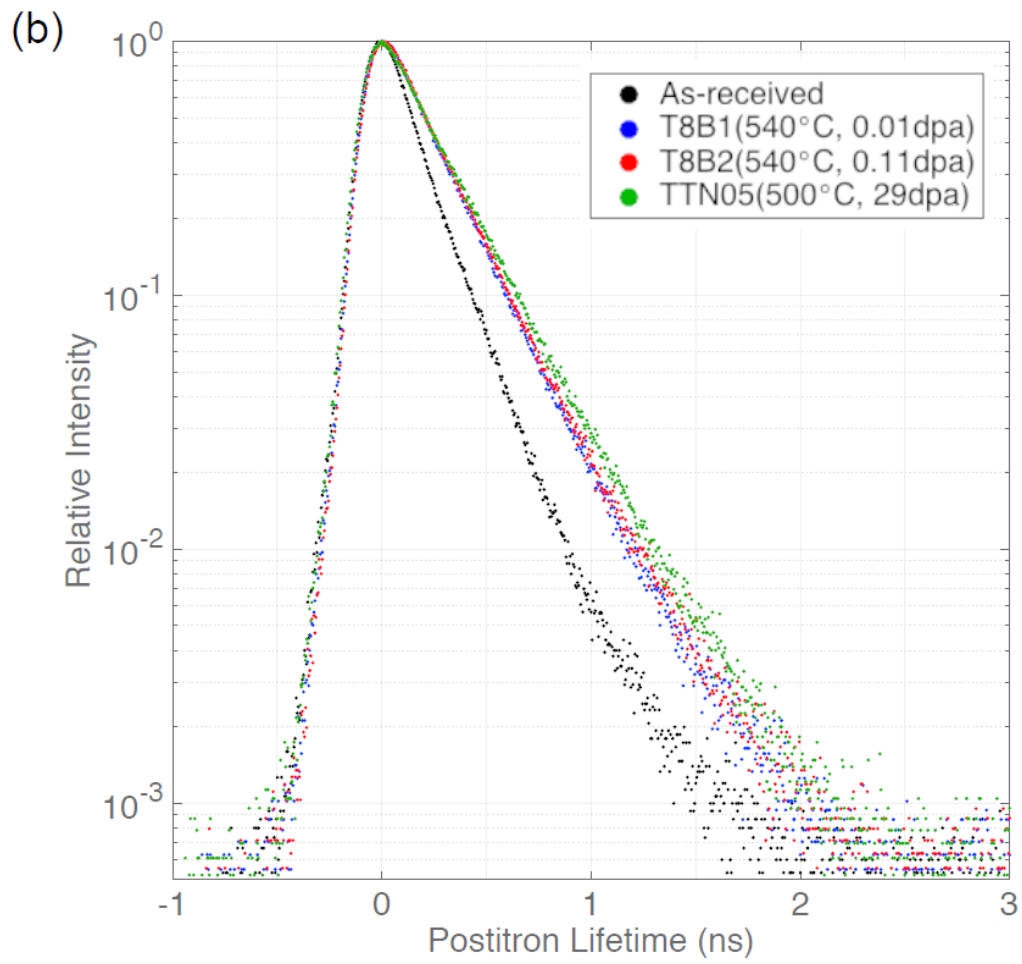 (b)
As-received
T8B1(540°C, 0.01dpa)
T8B2(540°C, 0.11dpa)
TTN05(500°C, 29dpa)
10^0
10^-1
10^-2
10^-3
Relative Intensity
-1 0 1 2 3
Postitron Lifetime (ns)